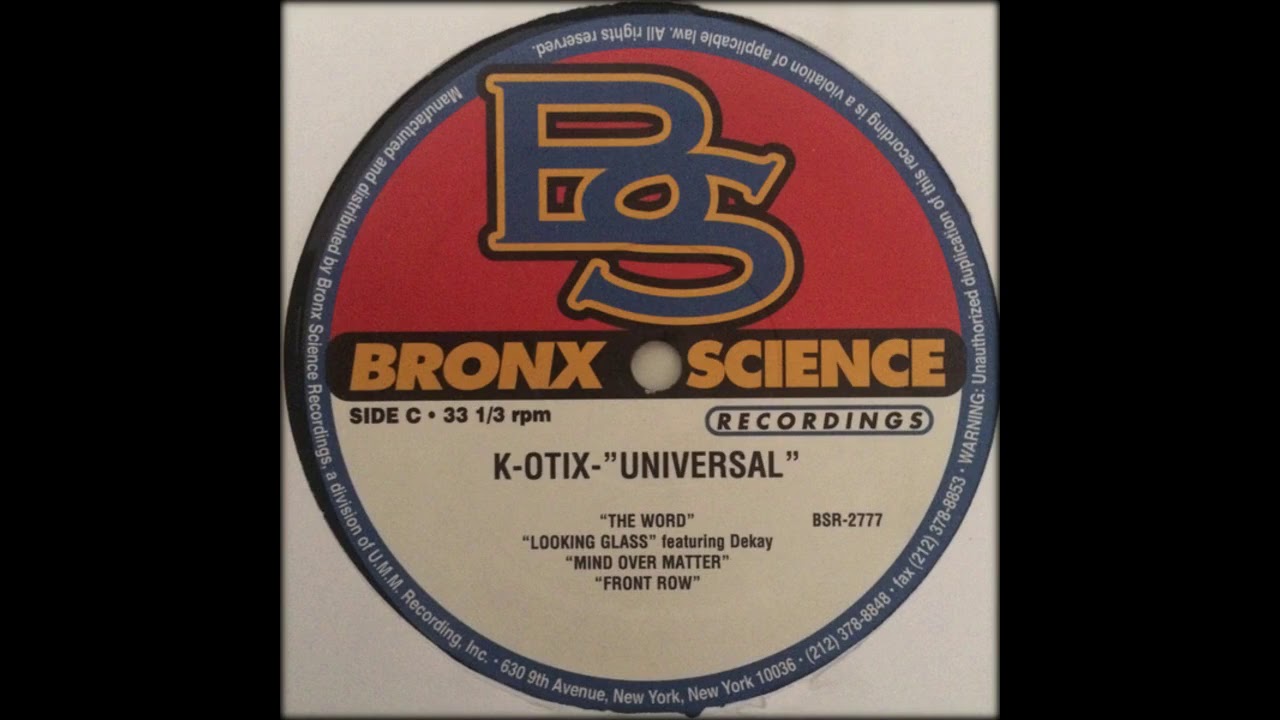 BS
BRONX SCIENCE
SIDE C • 33 1/3 rpm
RECORDINGS
K-OTIX-”UNIVERSAL”
“THE WORD”
BSR-2777
“LOOKING GLASS” featuring Dekay
“MIND OVER MATTER”
“FRONT ROW”
Manufactured and distributed by Bronx Science Recordings, a division of U.M.M. Recording, Inc. • 630 9th Avenue, New York, New York 10036 • (212) 378-8848 • fax (212) 378-8853 • WARNING: Unauthorized duplication of this recording is a violation of applicable law. All rights reserved.